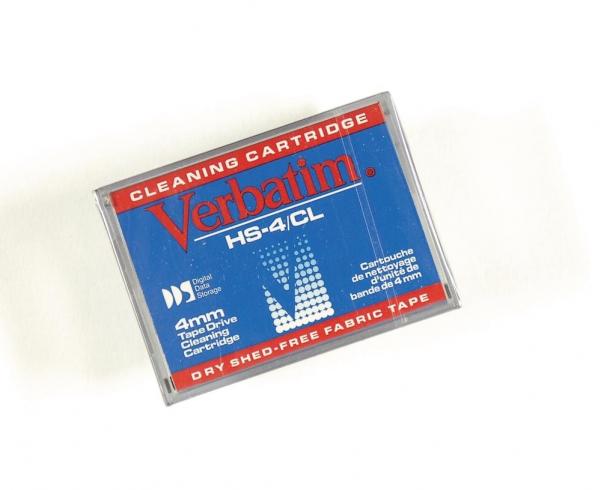 CLEANING CARTRIDGE
Verbatim®
HS-4/CL
DDS
Digital
Data
Storage
4mm
Tape Drive
Cleaning
Cartridge
Cartouche
de nettoyage
d'unité de
bande de 4 mm
DRY SHED-FREE FABRIC TAPE